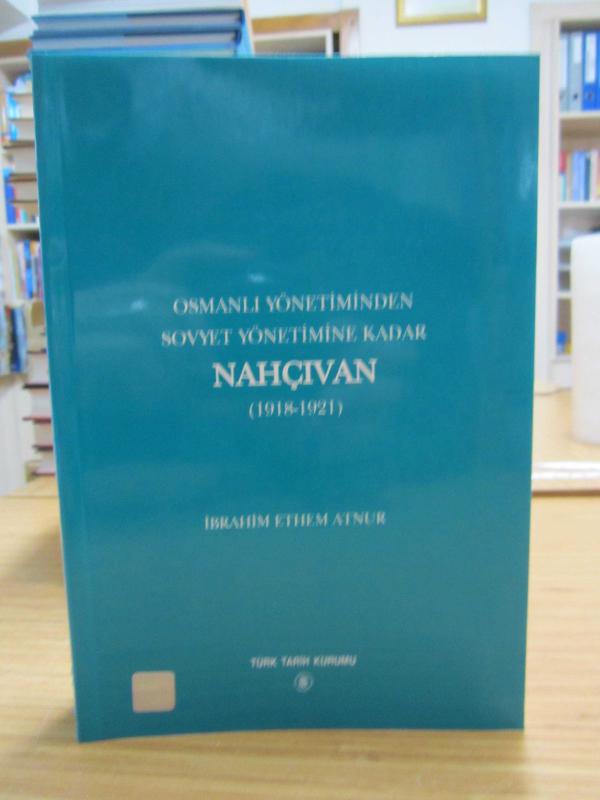 OSMANLI YÖNETİMİNDEN
SOVYET YÖNETİMİNE KADAR
NAHÇIVAN
(1918-1921)
İBRAHİM ETHEM ATNUR
TÜRK TARİH KURUMU